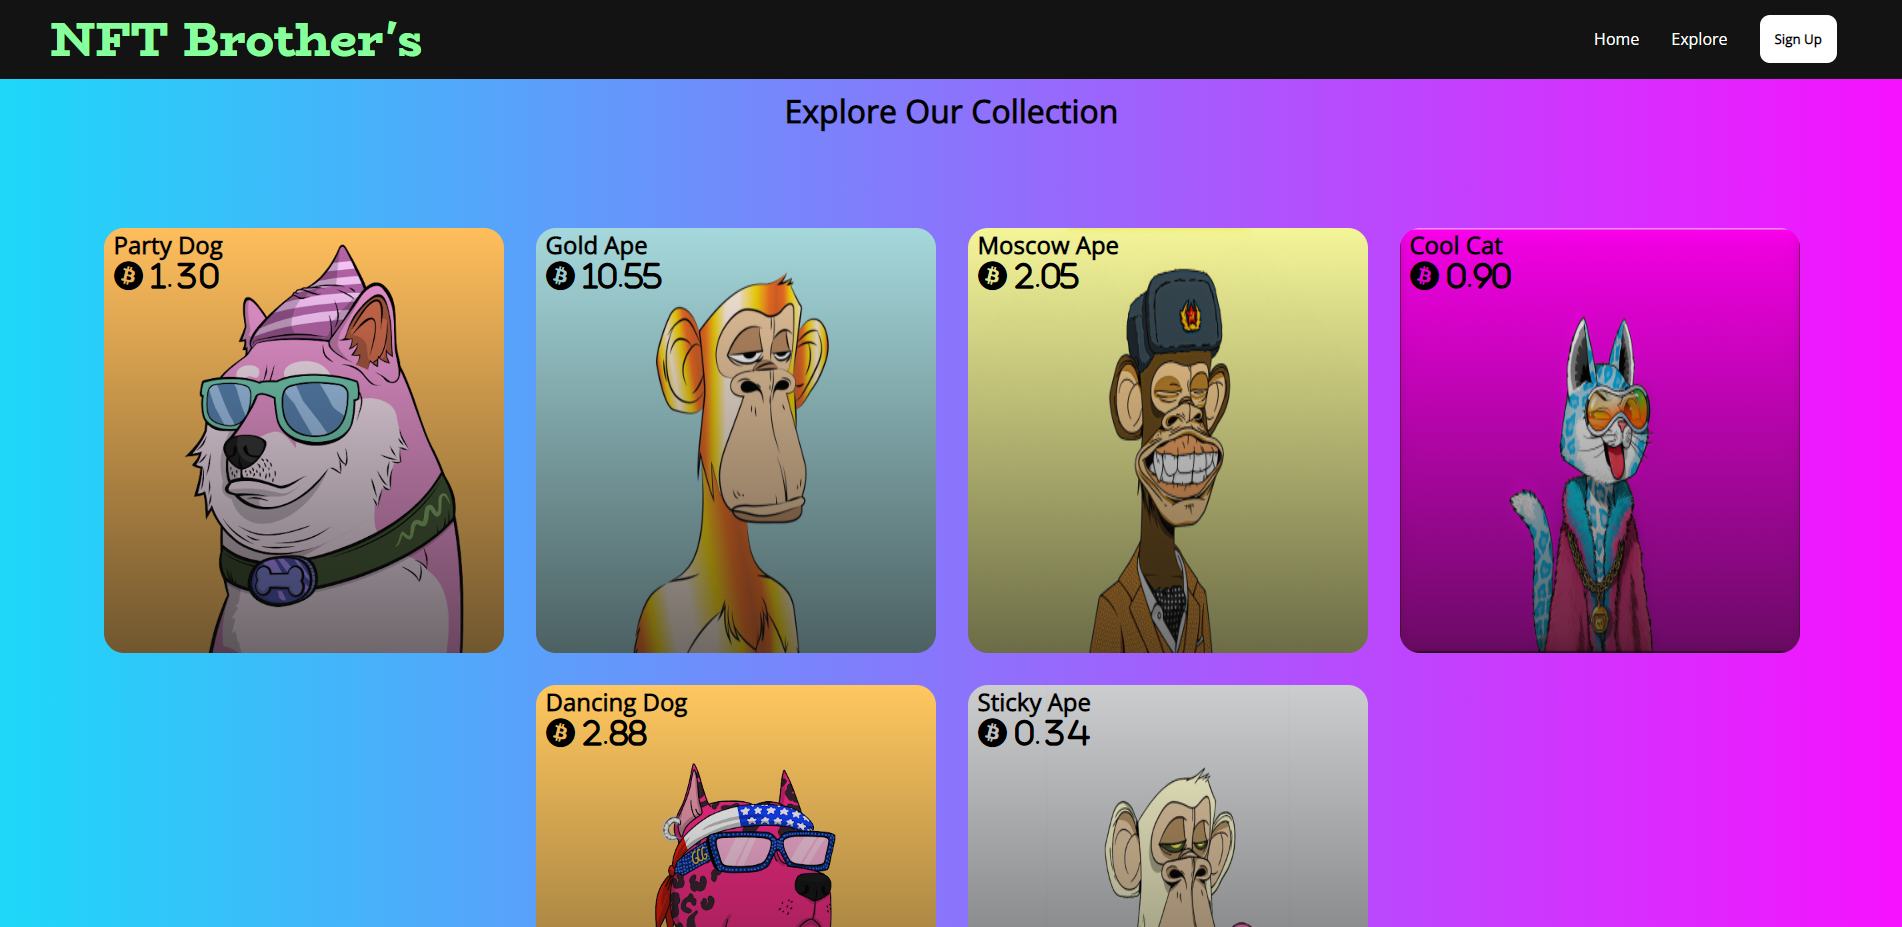 NFT Brother's
Home
Explore
Sign Up
Explore Our Collection
Party Dog
1.30
Gold Ape
10.55
Moscow Ape
2.05
Cool Cat
0.90
Dancing Dog
2.88
Sticky Ape
0.34
GCG